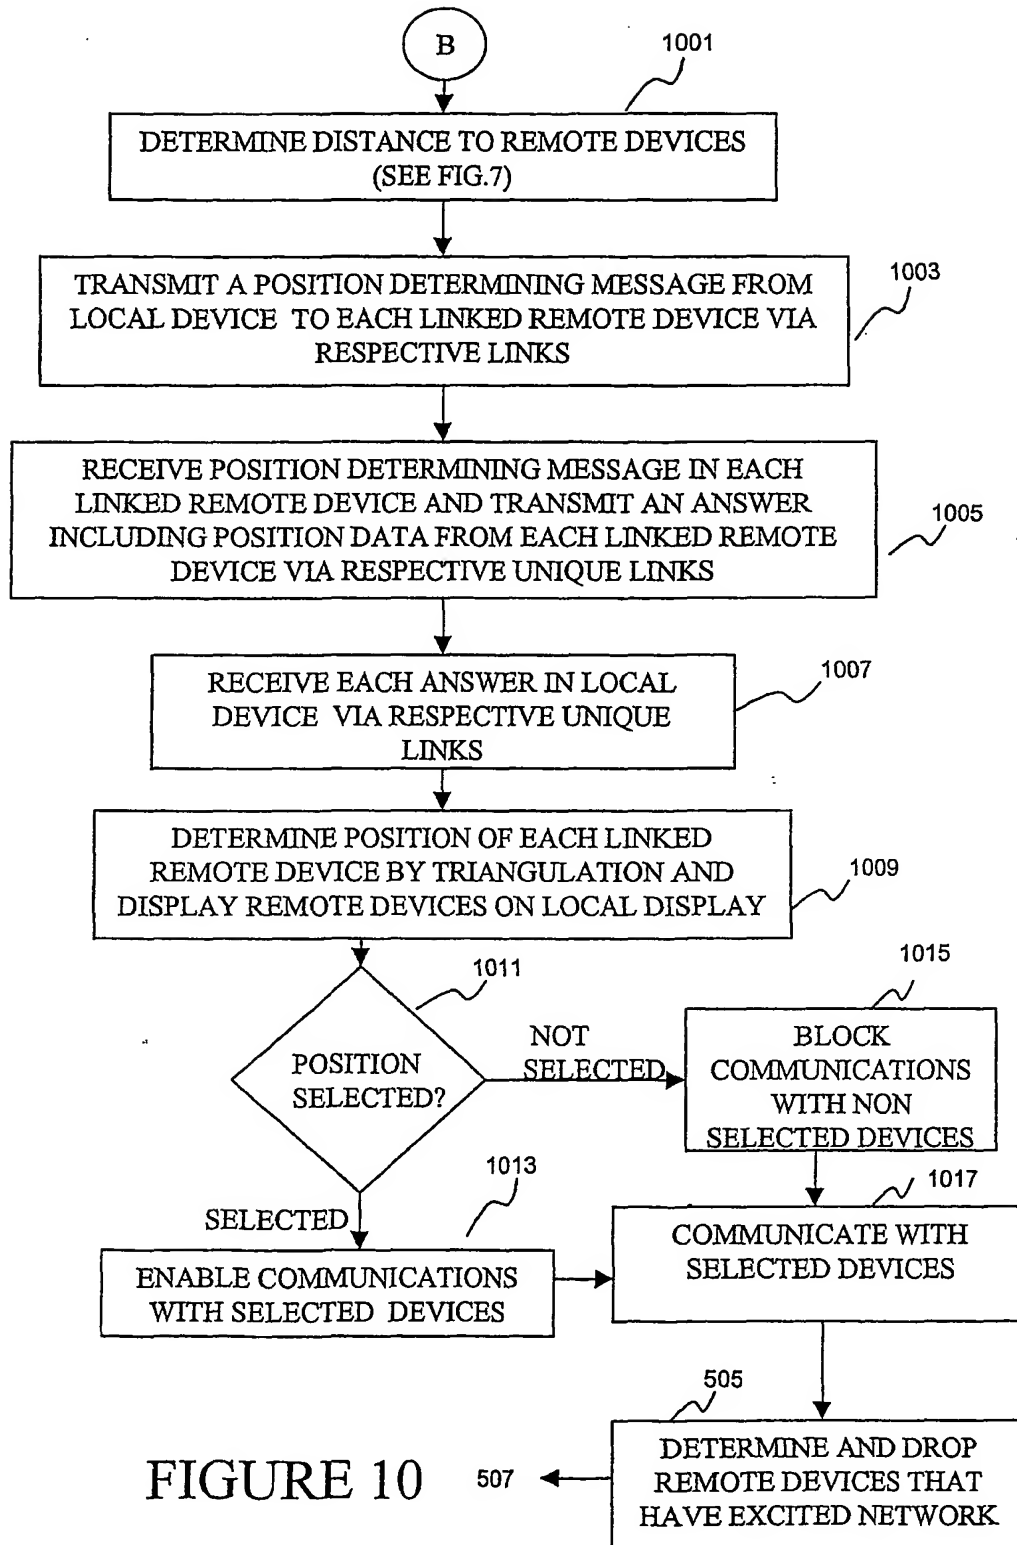 B
1001
DETERMINE DISTANCE TO REMOTE DEVICES
(SEE FIG.7)
1003
TRANSMIT A POSITION DETERMINING MESSAGE FROM
LOCAL DEVICE TO EACH LINKED REMOTE DEVICE VIA
RESPECTIVE LINKS
1005
RECEIVE POSITION DETERMINING MESSAGE IN EACH
LINKED REMOTE DEVICE AND TRANSMIT AN ANSWER
INCLUDING POSITION DATA FROM EACH LINKED REMOTE
DEVICE VIA RESPECTIVE UNIQUE LINKS
1007
RECEIVE EACH ANSWER IN LOCAL
DEVICE VIA RESPECTIVE UNIQUE
LINKS
1009
DETERMINE POSITION OF EACH LINKED
REMOTE DEVICE BY TRIANGULATION AND
DISPLAY REMOTE DEVICES ON LOCAL DISPLAY
1011
POSITION
SELECTED?
NOT
SELECTED
1015
BLOCK
COMMUNICATIONS
WITH NON
SELECTED DEVICES
SELECTED
1013
ENABLE COMMUNICATIONS
WITH SELECTED DEVICES
1017
COMMUNICATE WITH
SELECTED DEVICES
505
DETERMINE AND DROP
REMOTE DEVICES THAT
HAVE EXCITED NETWORK
507
FIGURE 10